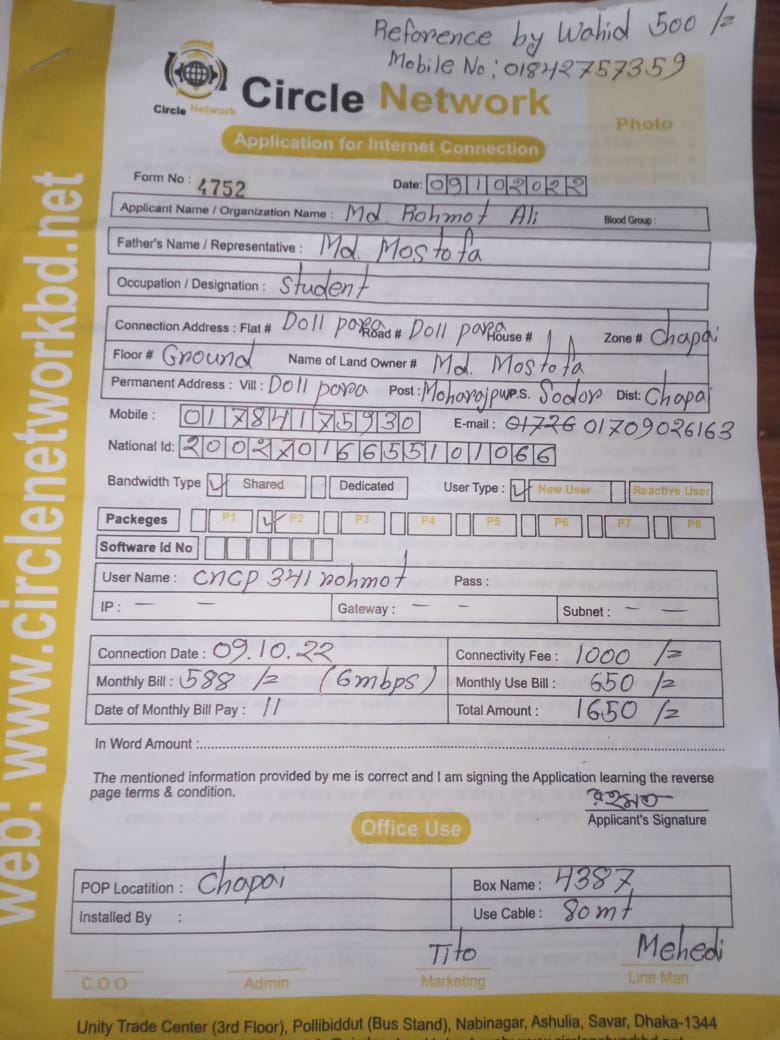 Reference by Wahid 500 /=
Mobile No: 01842757359
Circle Network
Circle Network
Application for Internet Connection
Photo
Form No : 4752 Date: 09102022
Applicant Name / Organization Name : Md. Rohmot Ali Blood Group :
Father's Name / Representative : Md. Mostofa
Occupation / Designation : Student
Connection Address : Flat # Doll para Road # Doll para House # Zone # Chapai
Floor # Ground Name of Land Owner # Md. Mostofa
Permanent Address : Vill : Doll para Post : Moharajpur P.S. Sodor Dist: Chapai
Mobile : 01784175930 E-mail : 01726 01709026163
National Id: 20027016655101066
Bandwidth Type Shared Dedicated User Type : New User Reactive User
Packeges P1 P2 P3 P4 P5 P6 P7 P8
Software Id No
User Name : CNCP 341 rohmot Pass :
IP : — — Gateway : — — Subnet : — —
Connection Date : 09.10.22 Connectivity Fee : 1000 /=
Monthly Bill : 588 /= (6mbps) Monthly Use Bill : 650 /=
Date of Monthly Bill Pay : 11 Total Amount : 1650 /=
In Word Amount :
The mentioned information provided by me is correct and I am signing the Application learning the reverse
page terms & condition.
রহমত
Applicant's Signature
Office Use
POP Locatition : Chapai Box Name : 4387
Installed By : Use Cable : 80mt
Tito Mehedi
C.O.O Admin Marketing Line Man
Unity Trade Center (3rd Floor), Pollibiddut (Bus Stand), Nabinagar, Ashulia, Savar, Dhaka-1344
web: www.circlenetworkbd.net